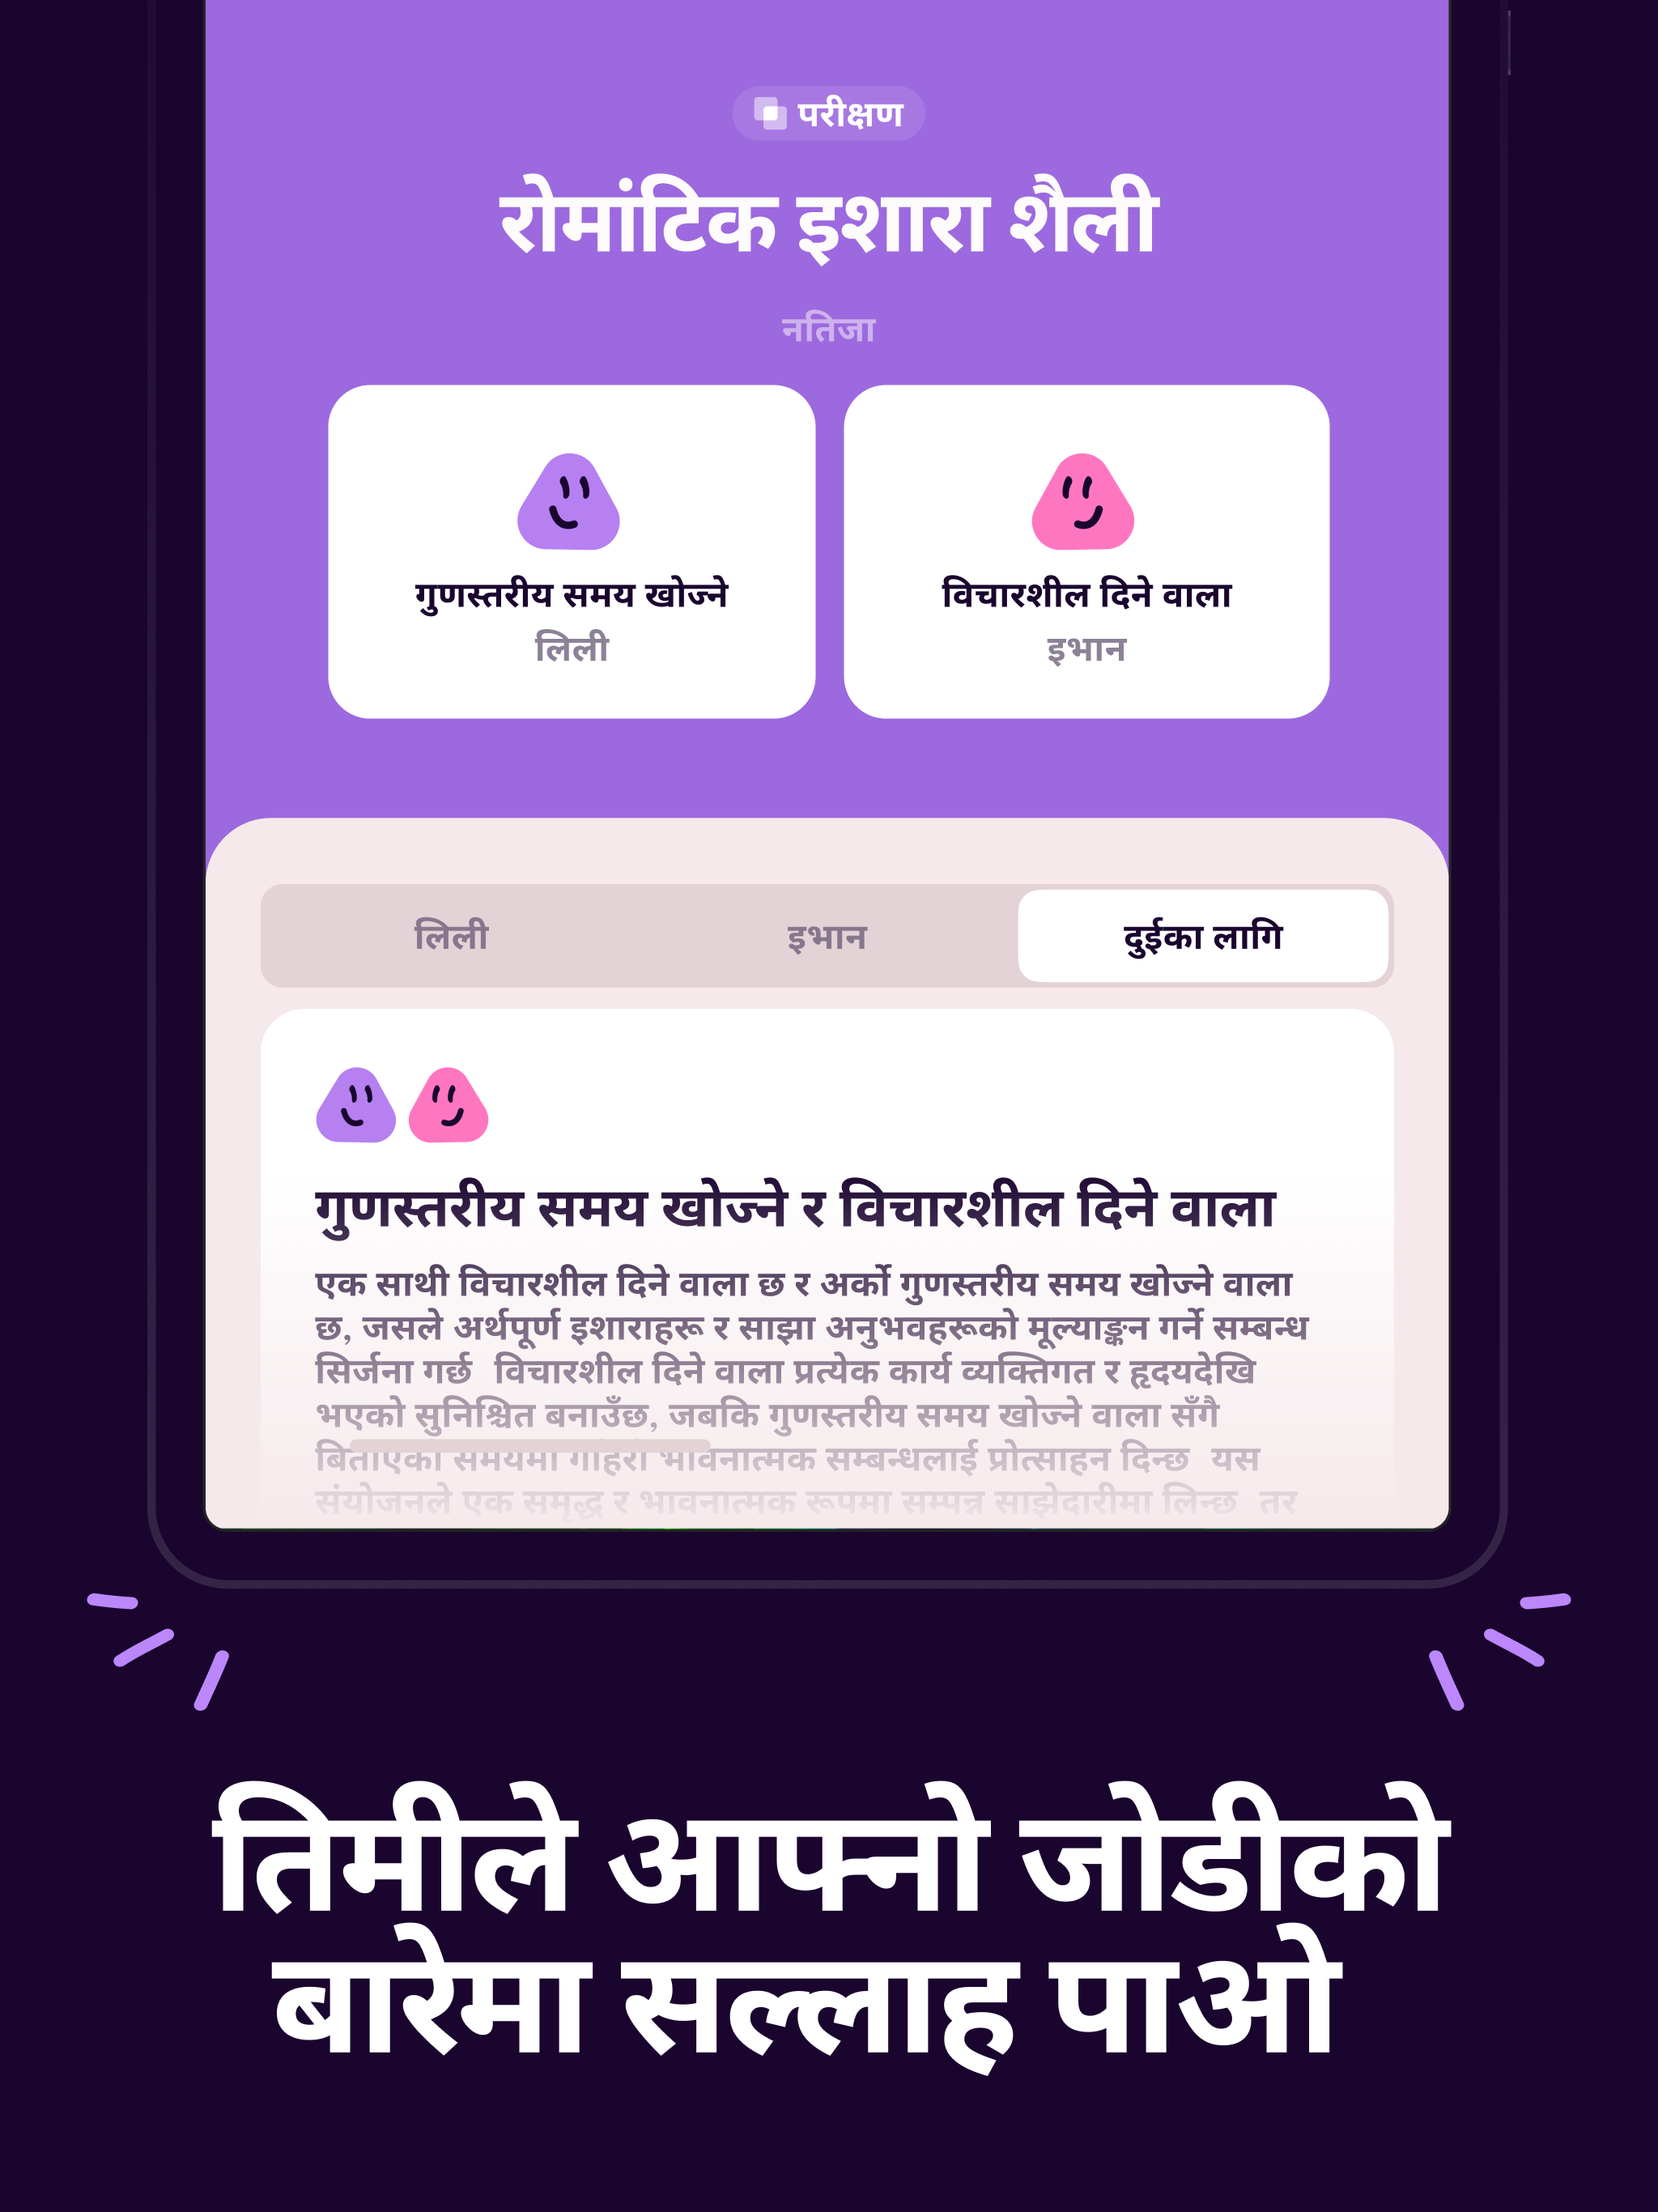 परीक्षण
रोमांटिक इशारा शैली
नतिजा
गुणस्तरीय समय खोज्ने
लिली
विचारशील दिने वाला
इभान
लिली
इभान
दुईका लागि
गुणस्तरीय समय खोज्ने र विचारशील दिने वाला
एक साथी विचारशील दिने वाला छ र अर्को गुणस्तरीय समय खोज्ने वाला
छ, जसले अर्थपूर्ण इशाराहरू र साझा अनुभवहरूको मूल्याङ्कन गर्ने सम्बन्ध
सिर्जना गर्छ  विचारशील दिने वाला प्रत्येक कार्य व्यक्तिगत र हृदयदेखि
भएको सुनिश्चित बनाउँछ, जबकि गुणस्तरीय समय खोज्ने वाला सँगै
बिताएको समयमा गहिरो भावनात्मक सम्बन्धलाई प्रोत्साहन दिन्छ  यस
संयोजनले एक समृद्ध र भावनात्मक रूपमा सम्पन्न साझेदारीमा लिन्छ  तर
तिमीले आफ्नो जोडीको
बारेमा सल्लाह पाओ